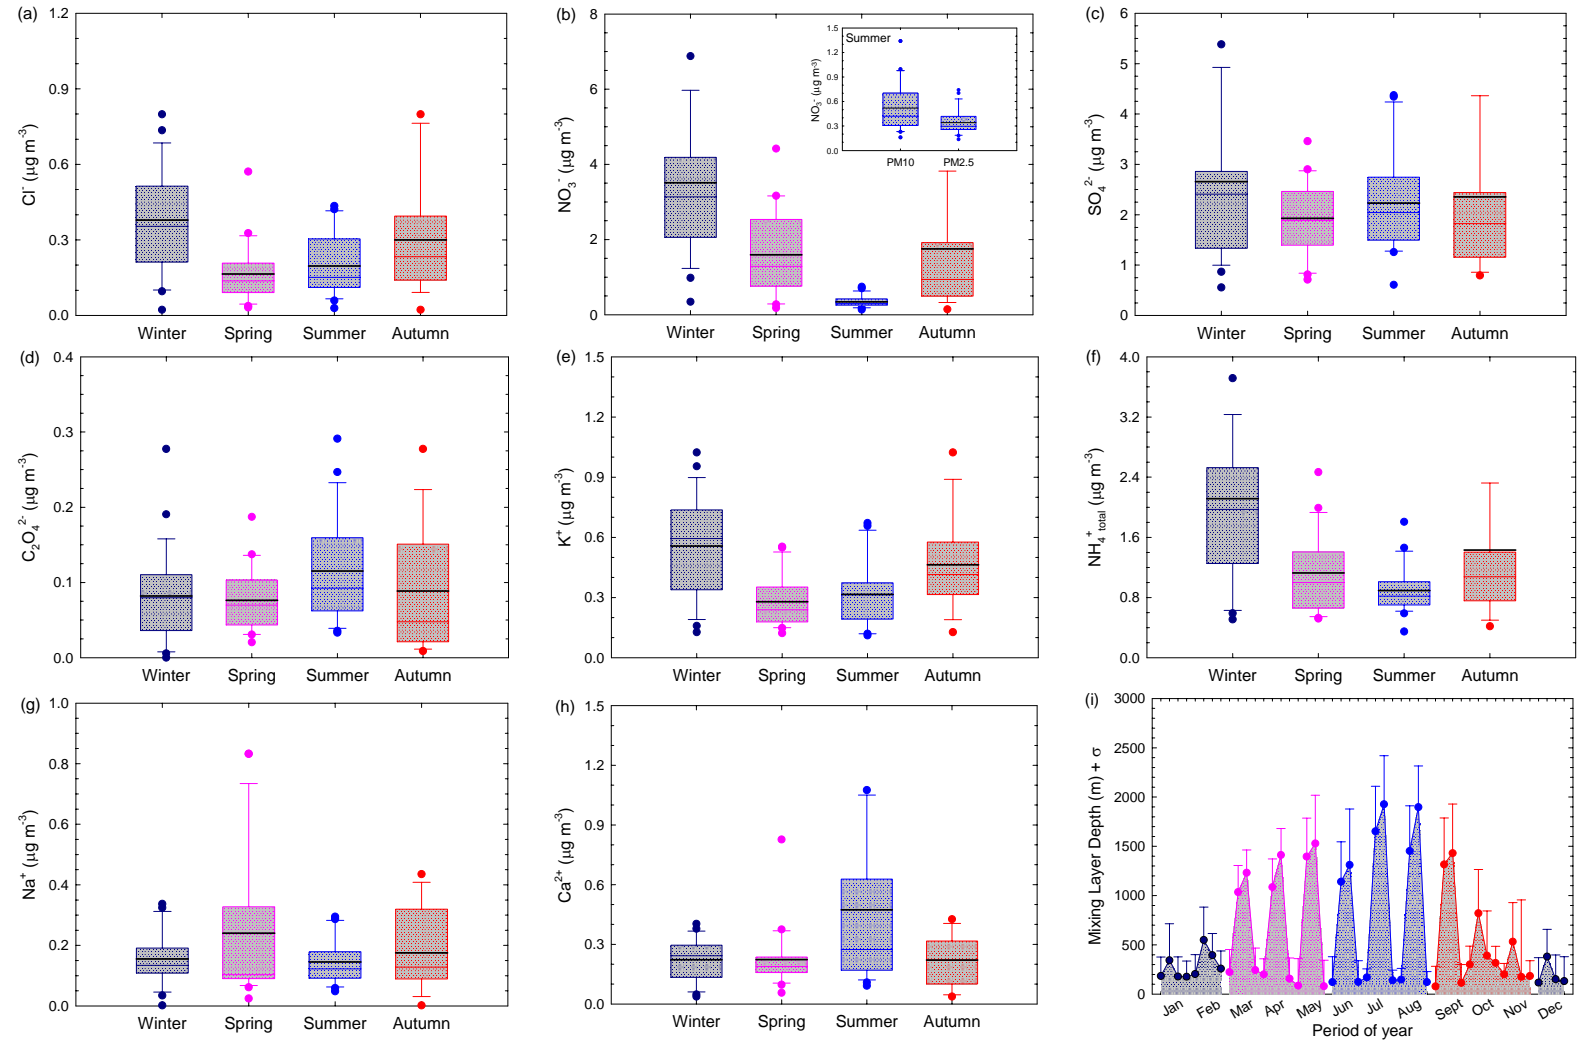 (a)
1.2
0.9
0.6
0.3
0.0
Cl⁻ (μg m⁻³)
Winter Spring Summer Autumn
(b)
8
6
4
2
0
NO₃⁻ (μg m⁻³)
Winter Spring Summer Autumn
Summer
1.5
1.2
0.9
0.6
0.3
0.0
NO₃⁻ (μg m⁻³)
PM10 PM2.5
(c)
6
5
4
3
2
1
0
SO₄²⁻ (μg m⁻³)
Winter Spring Summer Autumn
(d)
0.4
0.3
0.2
0.1
0.0
C₂O₄²⁻ (μg m⁻³)
Winter Spring Summer Autumn
(e)
1.5
1.2
0.9
0.6
0.3
0.0
K⁺ (μg m⁻³)
Winter Spring Summer Autumn
(f)
4.0
3.2
2.4
1.6
0.8
0.0
NH₄⁺ total (μg m⁻³)
Winter Spring Summer Autumn
(g)
1.0
0.8
0.6
0.4
0.2
0.0
Na⁺ (μg m⁻³)
Winter Spring Summer Autumn
(h)
1.5
1.2
0.9
0.6
0.3
0.0
Ca²⁺ (μg m⁻³)
Winter Spring Summer Autumn
(i)
3000
2500
2000
1500
1000
500
0
Mixing Layer Depth (m) + σ
Jan Feb Mar Apr May Jun Jul Aug Sept Oct Nov Dec
Period of year